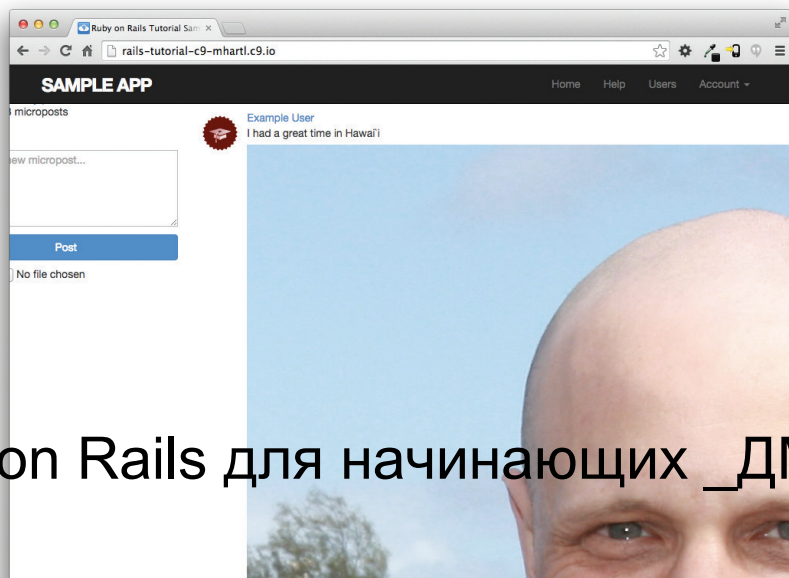 Ruby on Rails Tutorial Sam
rails-tutorial-c9-mhartl.c9.io
SAMPLE APP
Home Help Users Account
microposts
Example User
I had a great time in Hawai'i
new micropost...
Post
No file chosen
on Rails для начинающих _ДМ